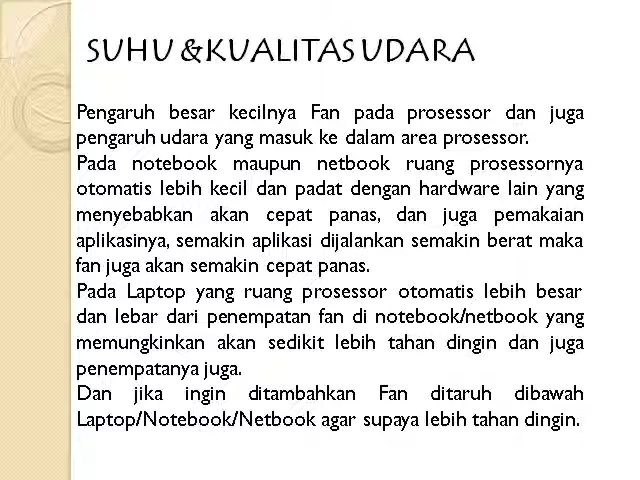 SUHU &KUALITAS UDARA
Pengaruh besar kecilnya Fan pada prosessor dan juga
pengaruh udara yang masuk ke dalam area prosessor.
Pada notebook maupun netbook ruang prosessornya
otomatis lebih kecil dan padat dengan hardware lain yang
menyebabkan akan cepat panas, dan juga pemakaian
aplikasinya, semakin aplikasi dijalankan semakin berat maka
fan juga akan semakin cepat panas.
Pada Laptop yang ruang prosessor otomatis lebih besar
dan lebar dari penempatan fan di notebook/netbook yang
memungkinkan akan sedikit lebih tahan dingin dan juga
penempatanya juga.
Dan jika ingin ditambahkan Fan ditaruh dibawah
Laptop/Notebook/Netbook agar supaya lebih tahan dingin.